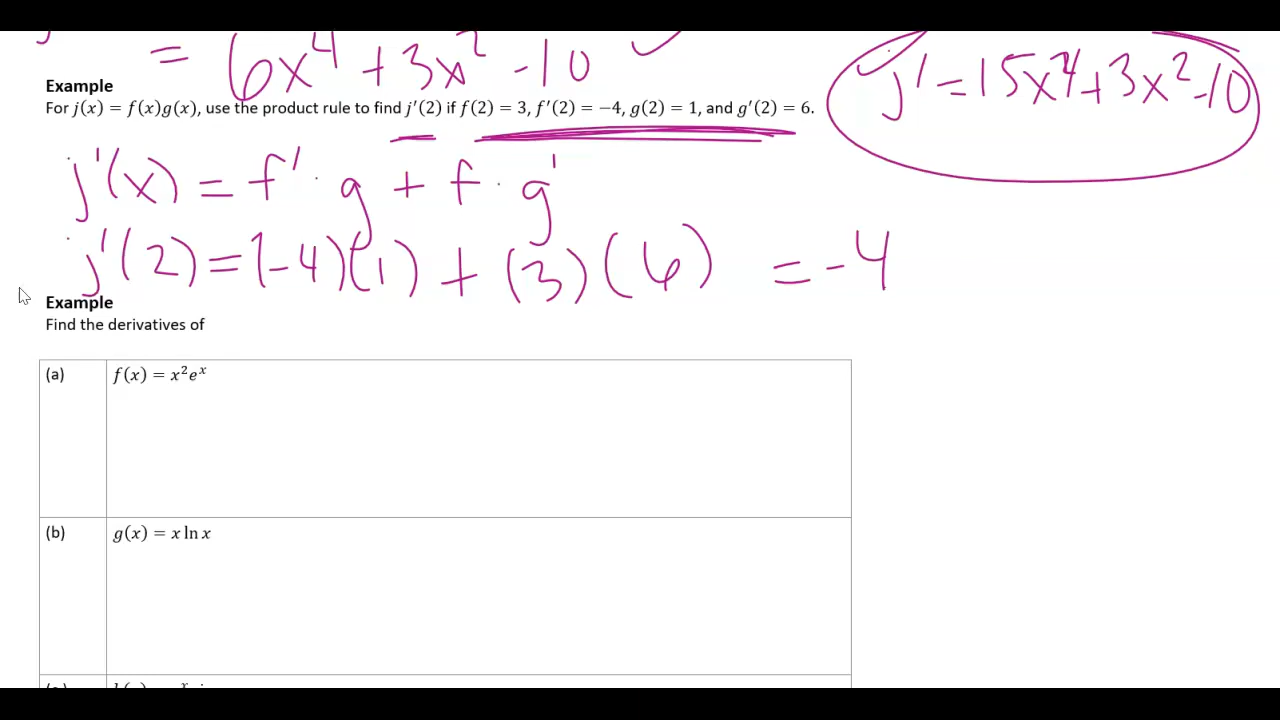 = 6x⁴ + 3x² - 10
j' = 15x⁴ + 3x² - 10
Example
For j(x) = f(x)g(x), use the product rule to find j′(2) if f(2) = 3, f′(2) = −4, g(2) = 1, and g′(2) = 6.
j'(x) = f' · g + f · g'
j'(2) = (-4)(1) + (3)(6) = -4
Example
Find the derivatives of
(a) f(x) = x²eˣ
(b) g(x) = x ln x